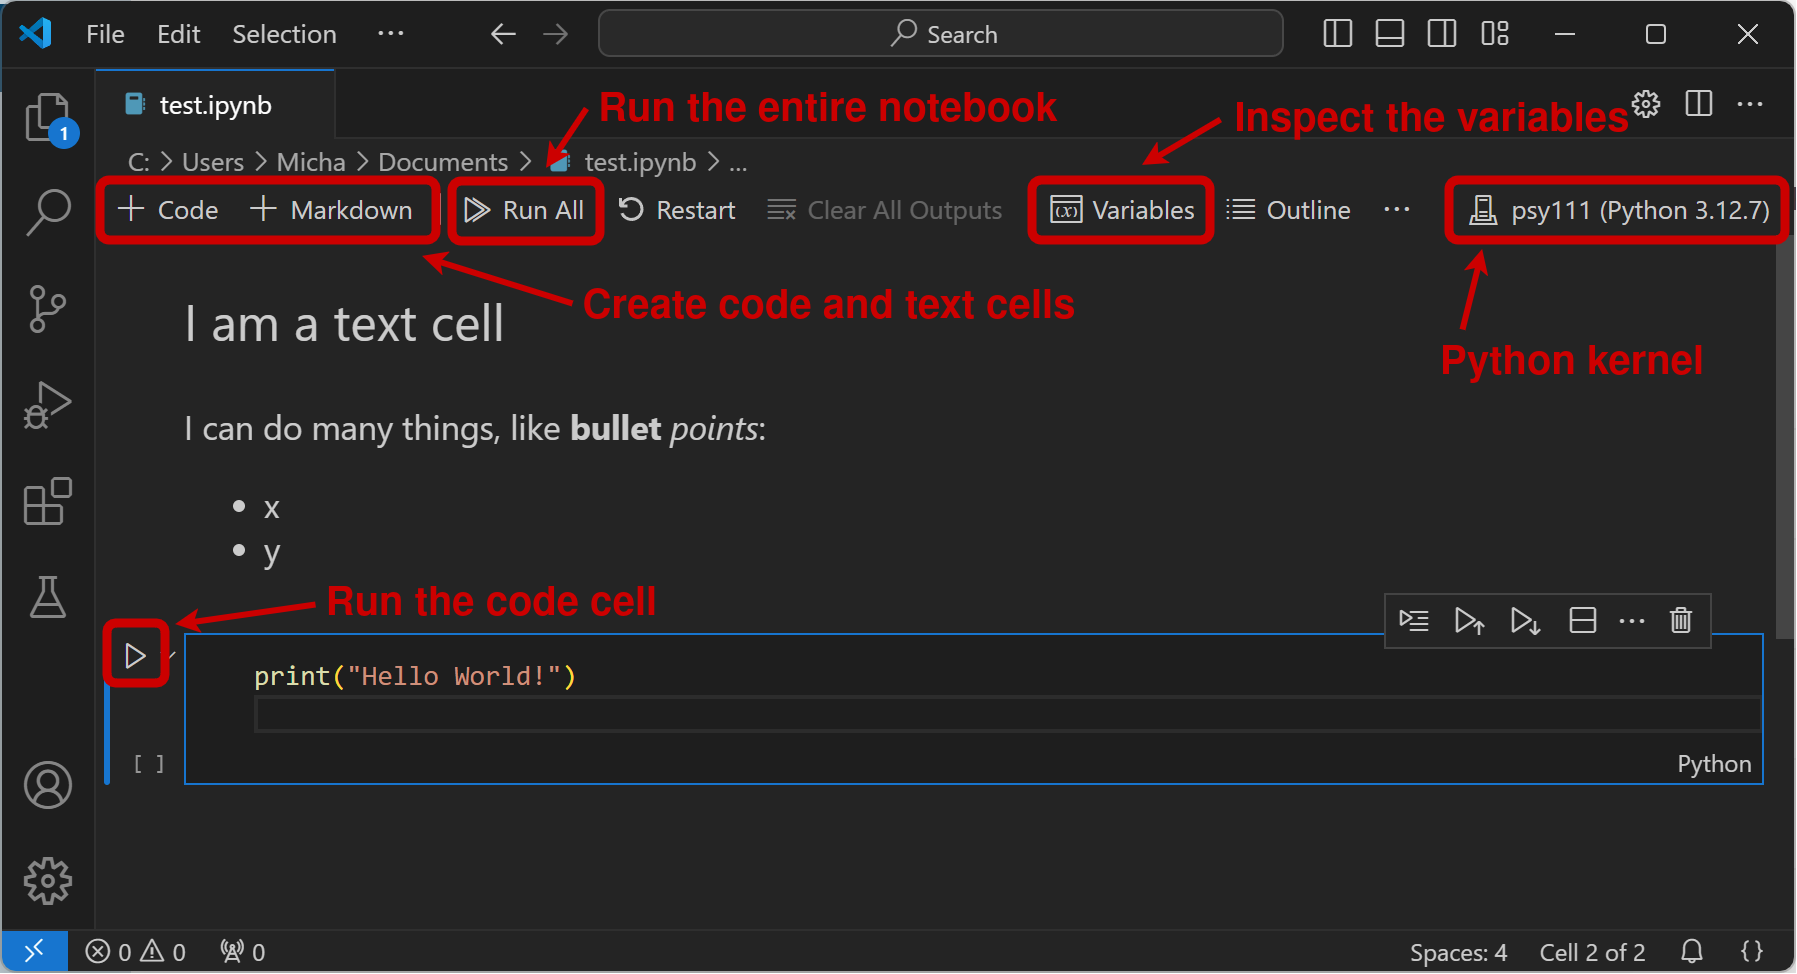 File Edit Selection ··· Search
test.ipynb
Run the entire notebook
Inspect the variables
1
C: > Users > Micha > Documents > test.ipynb > ...
+ Code + Markdown Run All Restart Clear All Outputs (x) Variables Outline ··· psy111 (Python 3.12.7)
Create code and text cells
I am a text cell
Python kernel
I can do many things, like bullet points:
• x
• y
Run the code cell
print("Hello World!")
[ ]
Python
0 0 0 Spaces: 4 Cell 2 of 2 {}